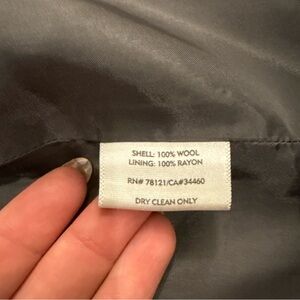 SHELL: 100% WOOL
LINING: 100% RAYON
RN# 78121/CA#34460
DRY CLEAN ONLY